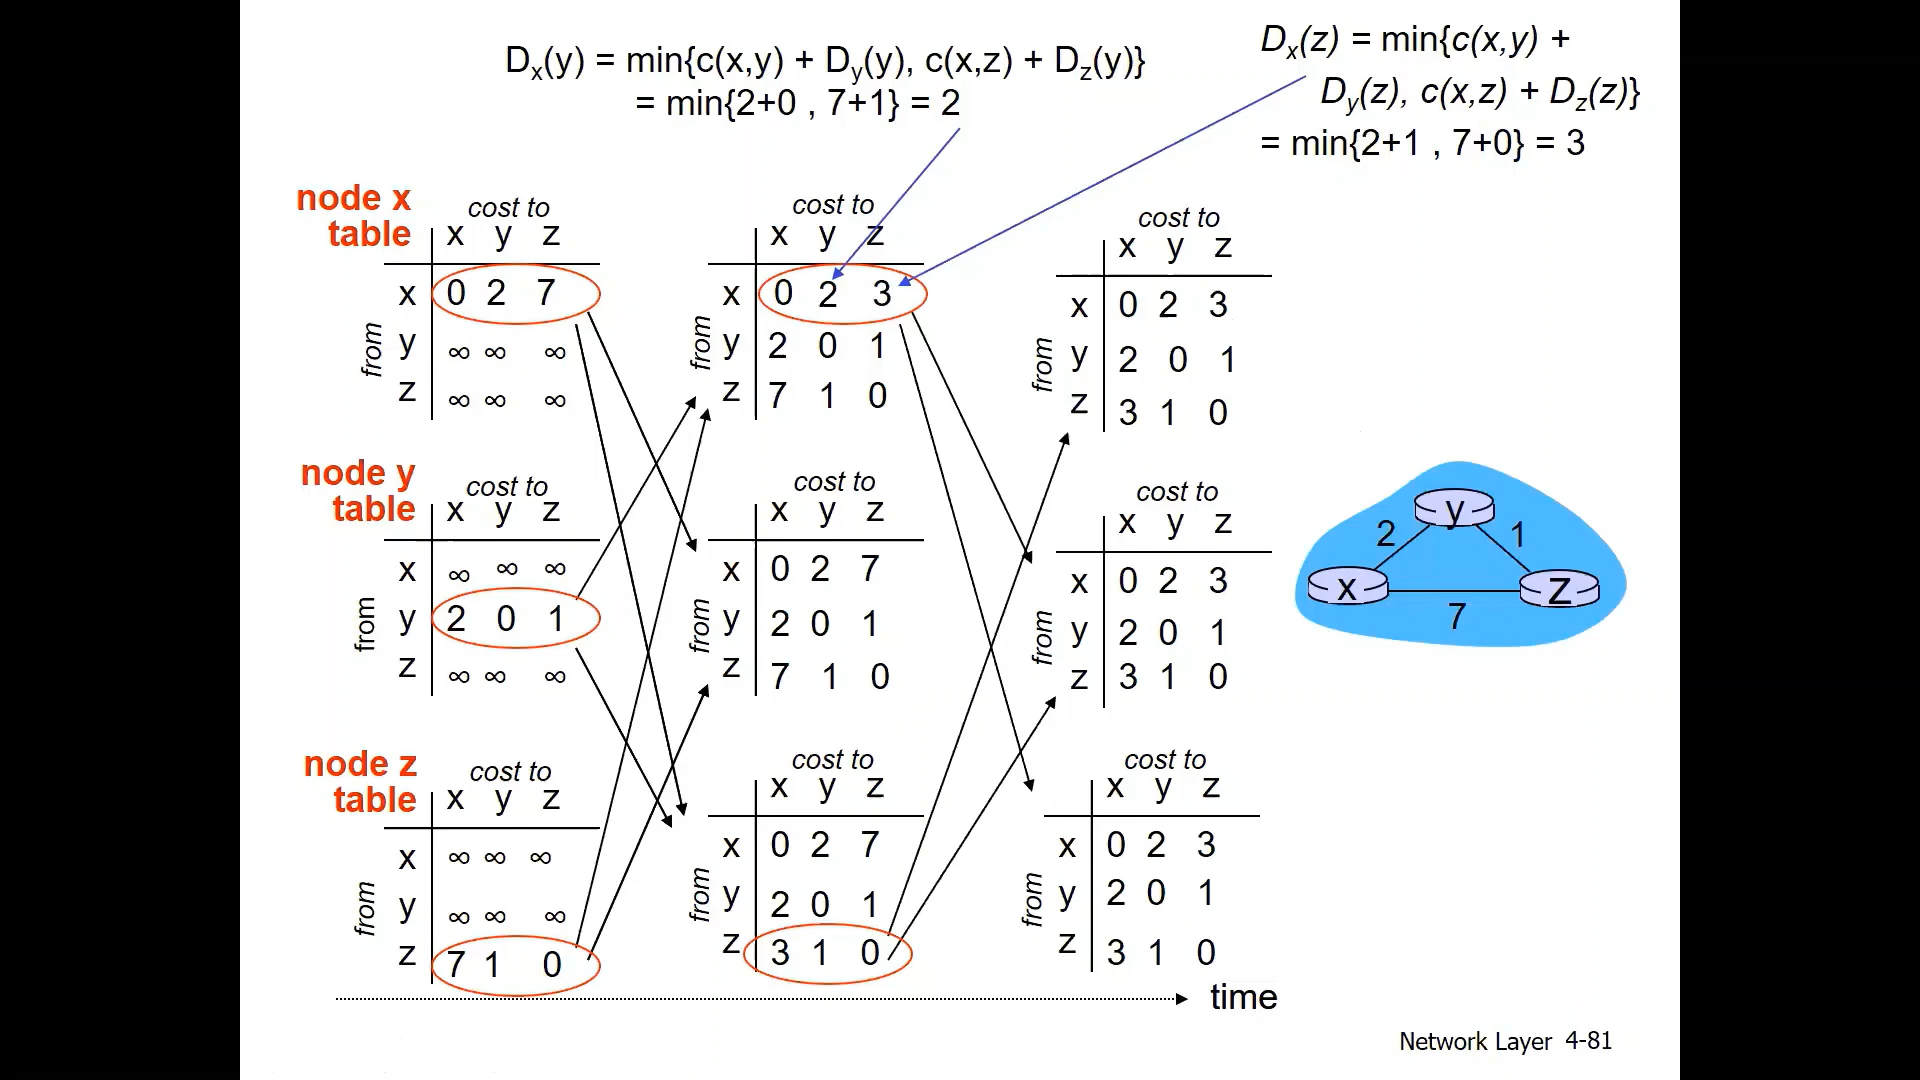 Dx(y) = min{c(x,y) + Dy(y), c(x,z) + Dz(y)}
= min{2+0 , 7+1} = 2
Dx(z) = min{c(x,y) +
Dy(z), c(x,z) + Dz(z)}
= min{2+1 , 7+0} = 3
node x
table
cost to
x y z
from
x 0 2 7
y ∞ ∞ ∞
z ∞ ∞ ∞
cost to
x y z
from
x 0 2 3
y 2 0 1
z 7 1 0
cost to
x y z
from
x 0 2 3
y 2 0 1
z 3 1 0
node y
table
cost to
x y z
from
x ∞ ∞ ∞
y 2 0 1
z ∞ ∞ ∞
cost to
x y z
from
x 0 2 7
y 2 0 1
z 7 1 0
cost to
x y z
from
x 0 2 3
y 2 0 1
z 3 1 0
y
2 1
x z
7
node z
table
cost to
x y z
from
x ∞ ∞ ∞
y ∞ ∞ ∞
z 7 1 0
cost to
x y z
from
x 0 2 7
y 2 0 1
z 3 1 0
cost to
x y z
from
x 0 2 3
y 2 0 1
z 3 1 0
time
Network Layer 4-81